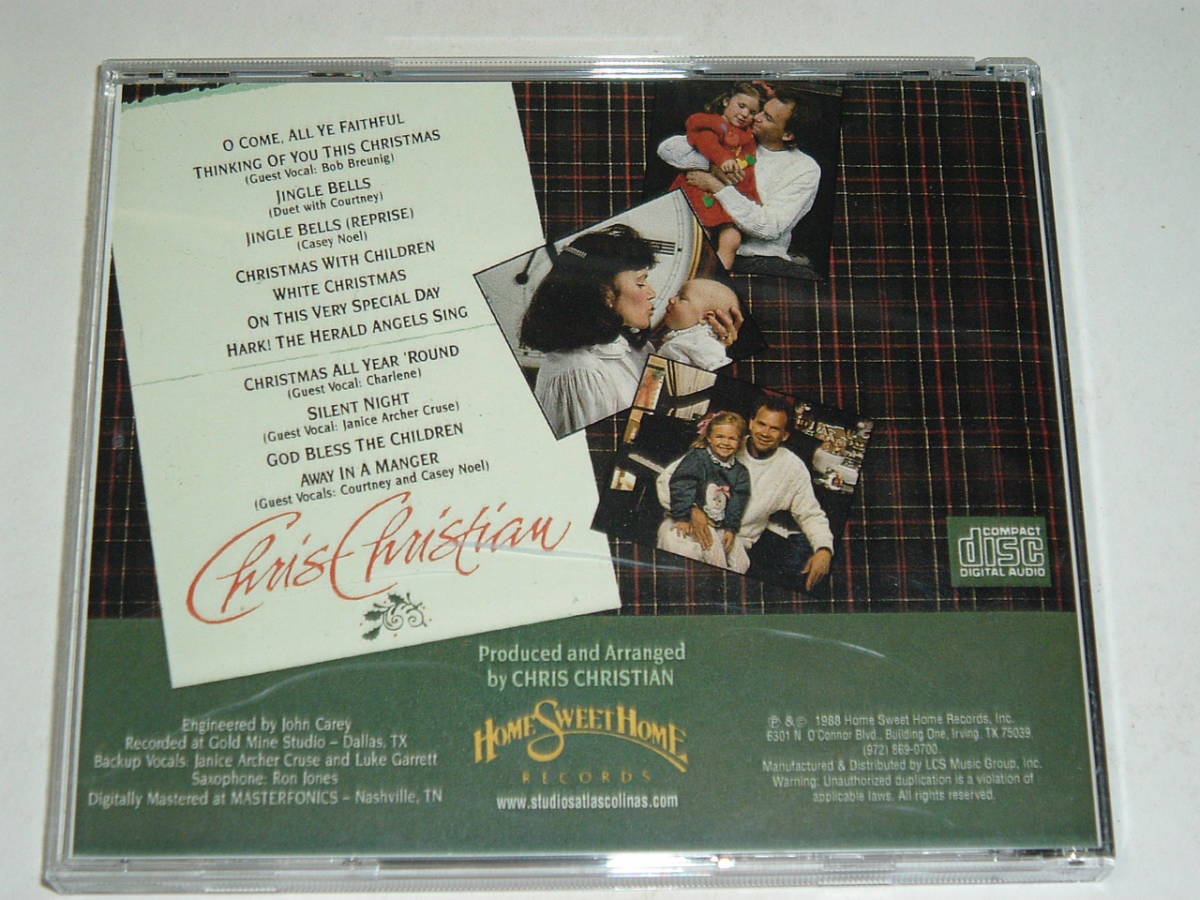 O COME, ALL YE FAITHFUL
THINKING OF YOU THIS CHRISTMAS
(Guest Vocal: Bob Breunig)
JINGLE BELLS
(Duet with Courtney)
JINGLE BELLS (REPRISE)
(Casey Noel)
CHRISTMAS WITH CHILDREN
WHITE CHRISTMAS
ON THIS VERY SPECIAL DAY
HARK! THE HERALD ANGELS SING
CHRISTMAS ALL YEAR 'ROUND
(Guest Vocal: Charlene)
SILENT NIGHT
(Guest Vocal: Janice Archer Cruse)
GOD BLESS THE CHILDREN
AWAY IN A MANGER
(Guest Vocals: Courtney and Casey Noel)
Chris Christian
COMPACT
disc
DIGITAL AUDIO
Produced and Arranged
by CHRIS CHRISTIAN
Engineered by John Carey
Recorded at Gold Mine Studio – Dallas, TX
Backup Vocals: Janice Archer Cruse and Luke Garrett
Saxophone: Ron Jones
Digitally Mastered at MASTERFONICS – Nashville, TN
HOME SWEET HOME
RECORDS
www.studiosatlascolinas.com
℗ & © 1988 Home Sweet Home Records, Inc.
6301 N. O'Connor Blvd., Building One, Irving, TX 75039
(972) 869-0700.
Manufactured & Distributed by LCS Music Group, Inc.
Warning: Unauthorized duplication is a violation of
applicable laws. All rights reserved.